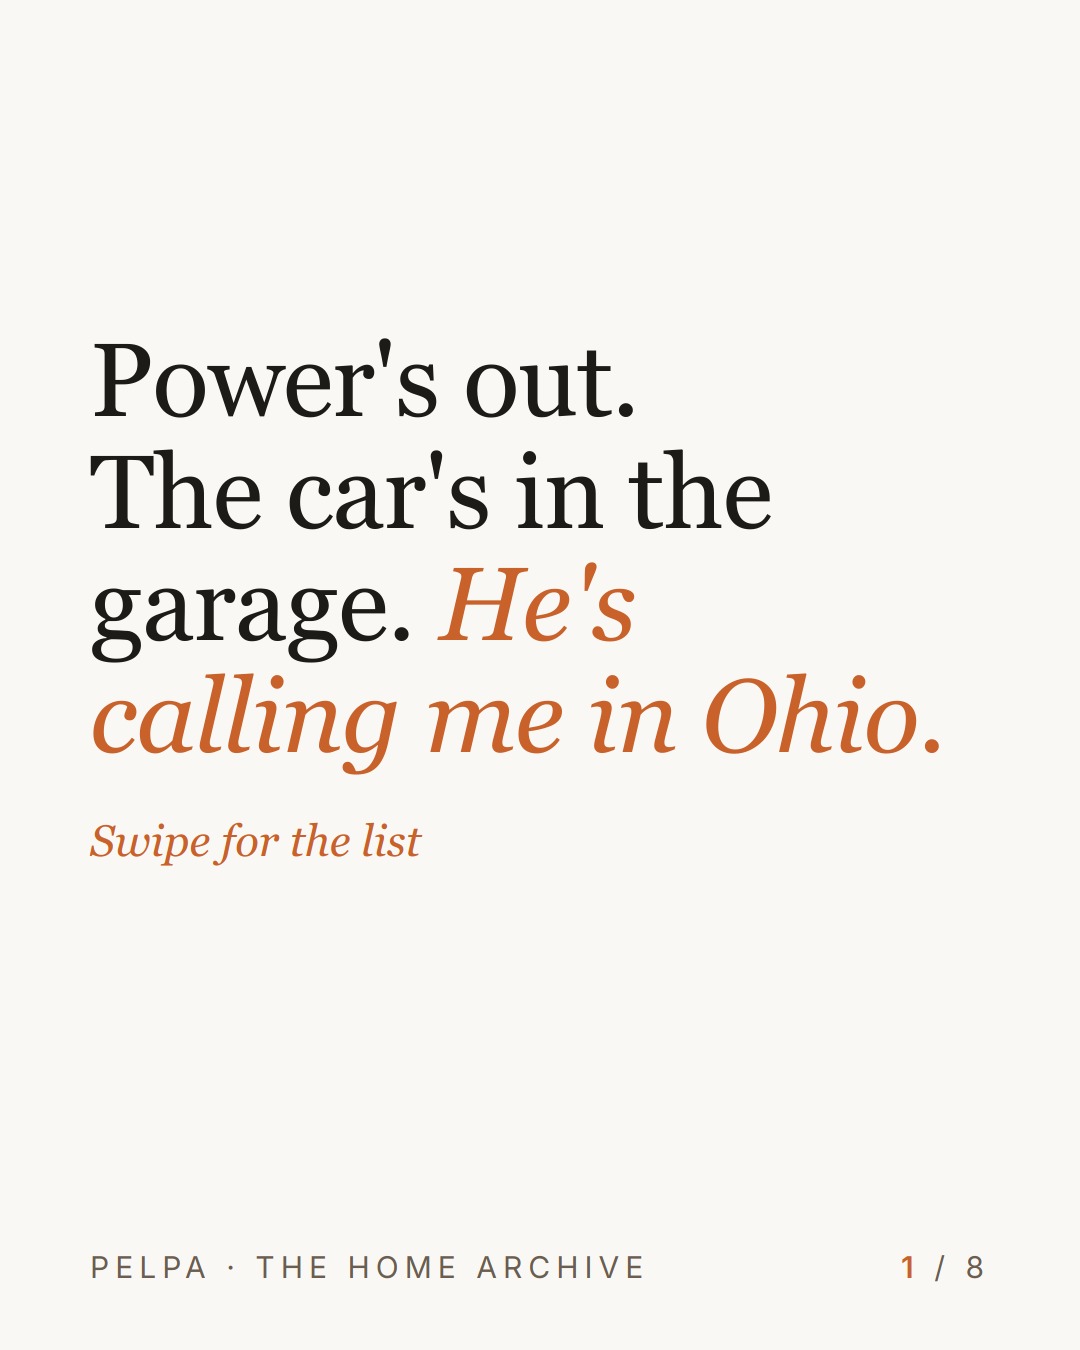 Power's out.
The car's in the
garage. He's
calling me in Ohio.
Swipe for the list
PELPA · THE HOME ARCHIVE
1 / 8